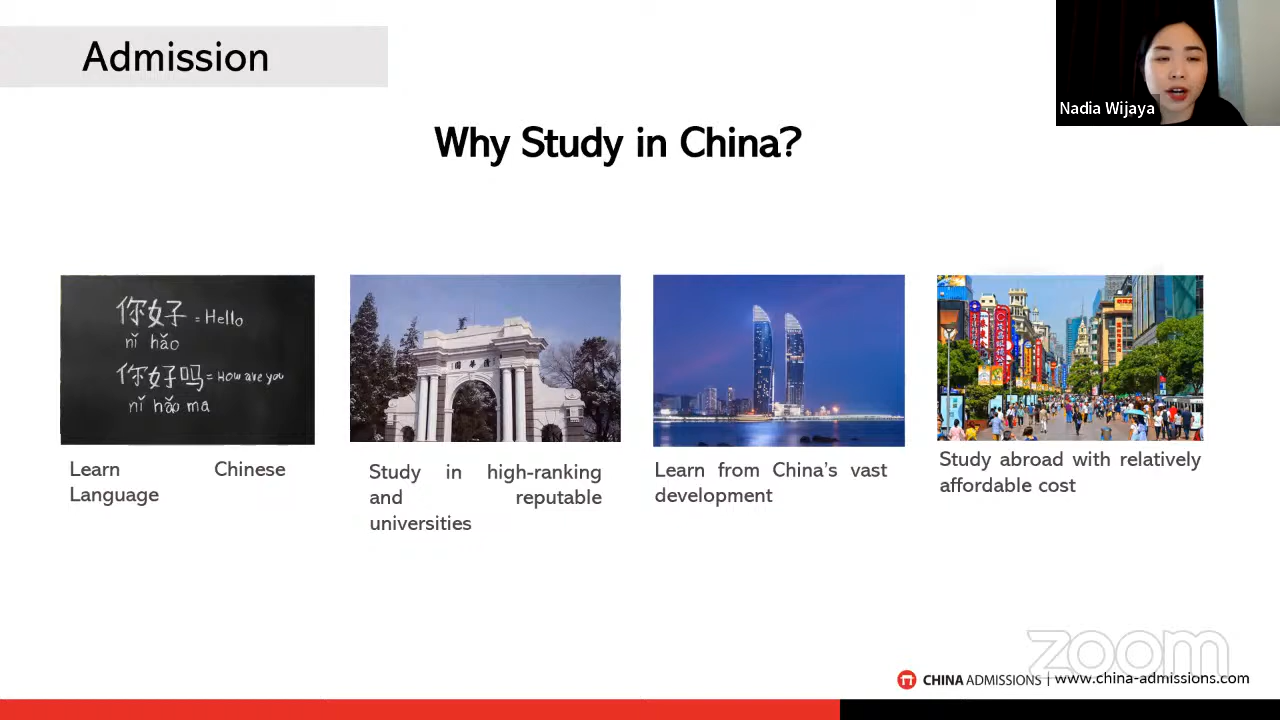 Admission
Nadia Wijaya
Why Study in China?
你好 = Hello
nǐ hǎo
你好吗 = How are you
nǐ hǎo ma
Learn Chinese
Language
Study in high-ranking
and reputable
universities
Learn from China's vast
development
Study abroad with relatively
affordable cost
zoom
CHINA ADMISSIONS | www.china-admissions.com